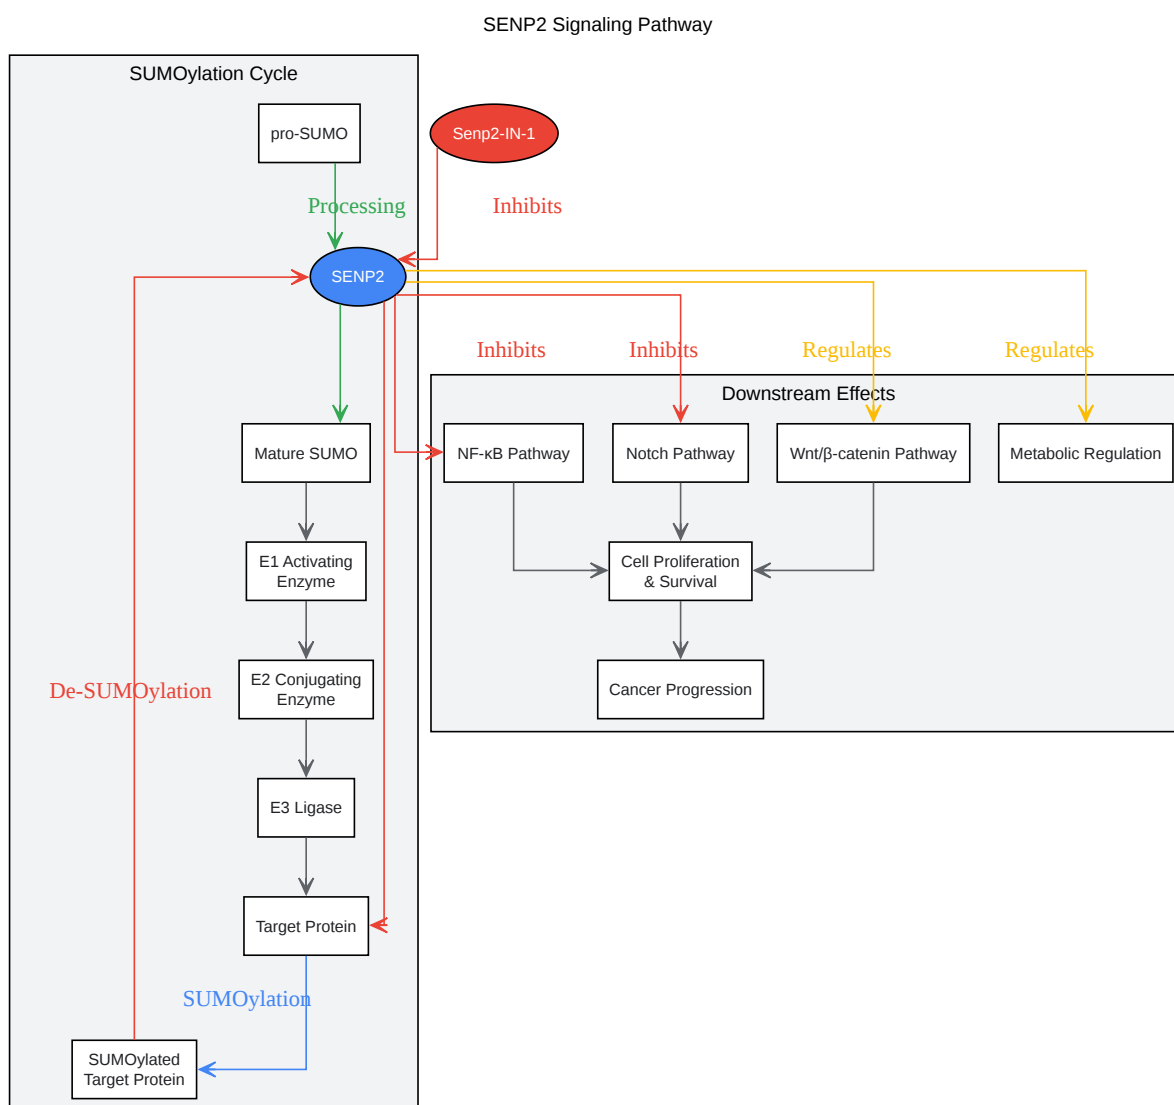 SENP2 Signaling Pathway
SUMOylation Cycle
pro-SUMO
Senp2-IN-1
Processing
Inhibits
SENP2
Inhibits
Inhibits
Regulates
Regulates
Downstream Effects
Mature SUMO
NF-κB Pathway
Notch Pathway
Wnt/β-catenin Pathway
Metabolic Regulation
E1 Activating
Enzyme
Cell Proliferation
& Survival
E2 Conjugating
Enzyme
Cancer Progression
De-SUMOylation
E3 Ligase
Target Protein
SUMOylation
SUMOylated
Target Protein